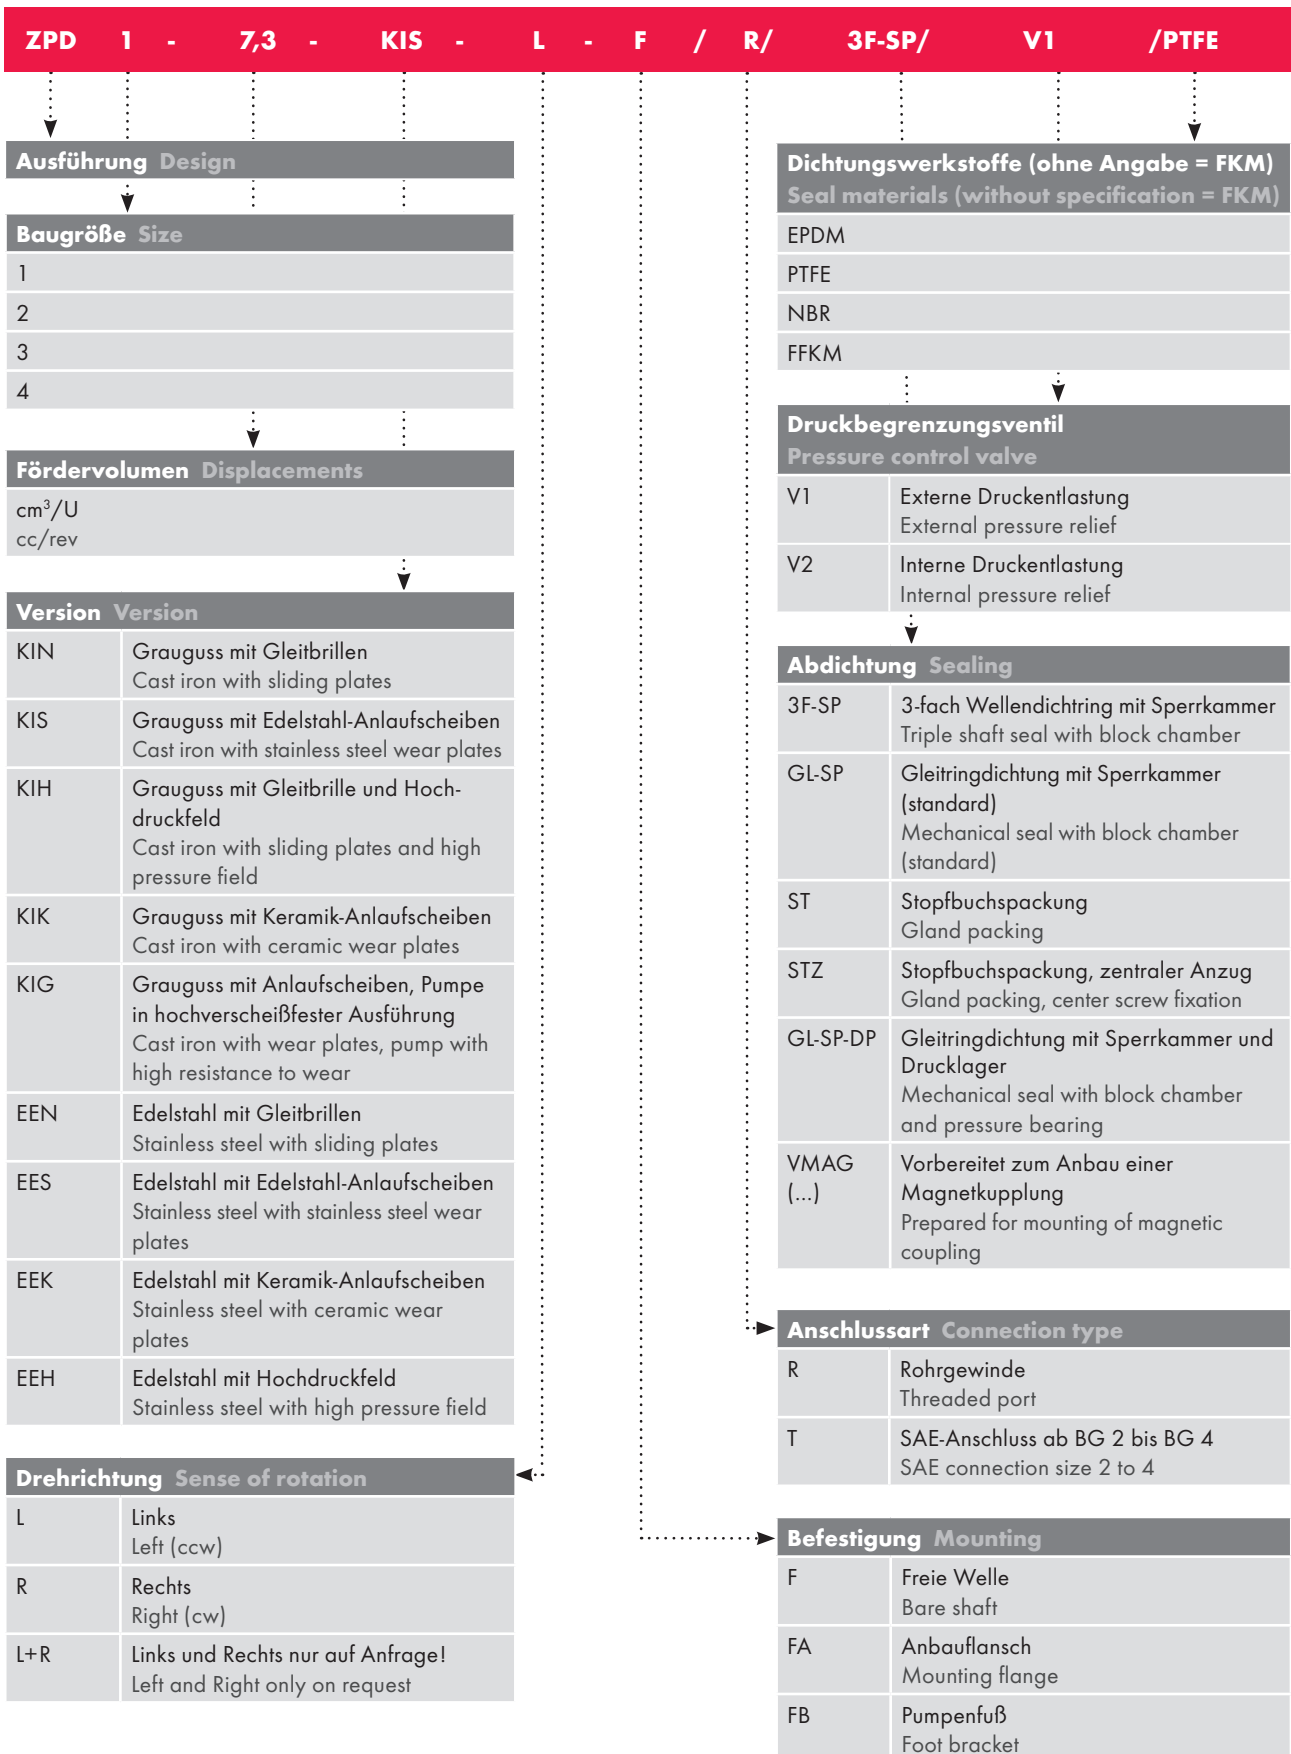 ZPD 1 - 7,3 - KIS - L - F / R/ 3F-SP/ V1 /PTFE
Ausführung Design
Baugröße Size
1
2
3
4
Fördervolumen Displacements
cm³/U
cc/rev
Version Version
KIN Grauguss mit Gleitbrillen
Cast iron with sliding plates
KIS Grauguss mit Edelstahl-Anlaufscheiben
Cast iron with stainless steel wear plates
KIH Grauguss mit Gleitbrille und Hoch-
druckfeld
Cast iron with sliding plates and high
pressure field
KIK Grauguss mit Keramik-Anlaufscheiben
Cast iron with ceramic wear plates
KIG Grauguss mit Anlaufscheiben, Pumpe
in hochverscheißfester Ausführung
Cast iron with wear plates, pump with
high resistance to wear
EEN Edelstahl mit Gleitbrillen
Stainless steel with sliding plates
EES Edelstahl mit Edelstahl-Anlaufscheiben
Stainless steel with stainless steel wear
plates
EEK Edelstahl mit Keramik-Anlaufscheiben
Stainless steel with ceramic wear
plates
EEH Edelstahl mit Hochdruckfeld
Stainless steel with high pressure field
Drehrichtung Sense of rotation
L Links
Left (ccw)
R Rechts
Right (cw)
L+R Links und Rechts nur auf Anfrage!
Left and Right only on request
Dichtungswerkstoffe (ohne Angabe = FKM)
Seal materials (without specification = FKM)
EPDM
PTFE
NBR
FFKM
Druckbegrenzungsventil
Pressure control valve
V1 Externe Druckentlastung
External pressure relief
V2 Interne Druckentlastung
Internal pressure relief
Abdichtung Sealing
3F-SP 3-fach Wellendichtring mit Sperrkammer
Triple shaft seal with block chamber
GL-SP Gleitringdichtung mit Sperrkammer
(standard)
Mechanical seal with block chamber
(standard)
ST Stopfbuchspackung
Gland packing
STZ Stopfbuchspackung, zentraler Anzug
Gland packing, center screw fixation
GL-SP-DP Gleitringdichtung mit Sperrkammer und
Drucklager
Mechanical seal with block chamber
and pressure bearing
VMAG Vorbereitet zum Anbau einer
(...) Magnetkupplung
Prepared for mounting of magnetic
coupling
Anschlussart Connection type
R Rohrgewinde
Threaded port
T SAE-Anschluss ab BG 2 bis BG 4
SAE connection size 2 to 4
Befestigung Mounting
F Freie Welle
Bare shaft
FA Anbauflansch
Mounting flange
FB Pumpenfuß
Foot bracket